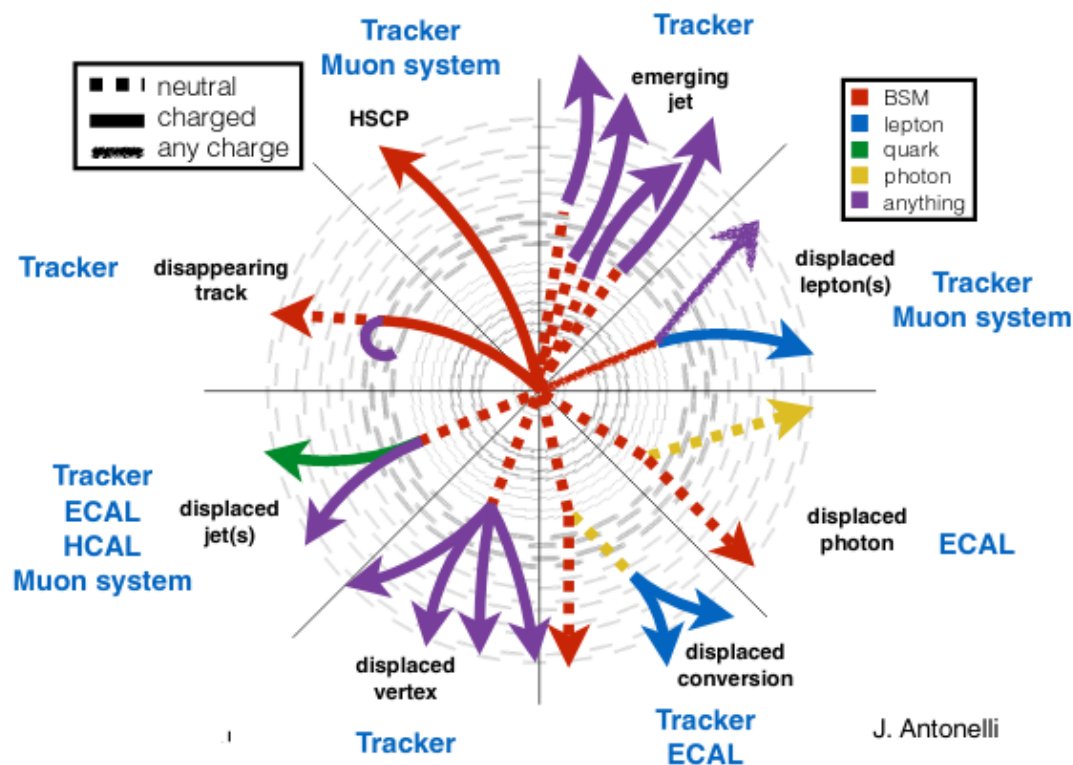 Tracker
Muon system
Tracker
neutral
charged
any charge
HSCP
emerging
jet
BSM
lepton
quark
photon
anything
Tracker
disappearing
track
displaced
lepton(s)
Tracker
Muon system
Tracker
ECAL
HCAL
Muon system
displaced
jet(s)
displaced
photon
ECAL
displaced
vertex
displaced
conversion
Tracker
Tracker
ECAL
J. Antonelli